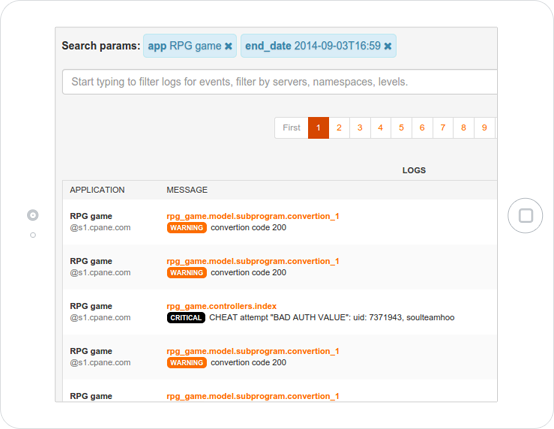 Search params: app RPG game ✖ end_date 2014-09-03T16:59 ✖
Start typing to filter logs for events, filter by servers, namespaces, levels.
First 1 2 3 4 5 6 7 8 9
LOGS
APPLICATION MESSAGE
RPG game rpg_game.model.subprogram.convertion_1
@s1.cpane.com WARNING convertion code 200
RPG game rpg_game.model.subprogram.convertion_1
@s1.cpane.com WARNING convertion code 200
RPG game rpg_game.controllers.index
@s1.cpane.com CRITICAL CHEAT attempt "BAD AUTH VALUE": uid: 7371943, soulteamhoo
RPG game rpg_game.model.subprogram.convertion_1
@s1.cpane.com WARNING convertion code 200
RPG game rpg_game.model.subprogram.convertion_1